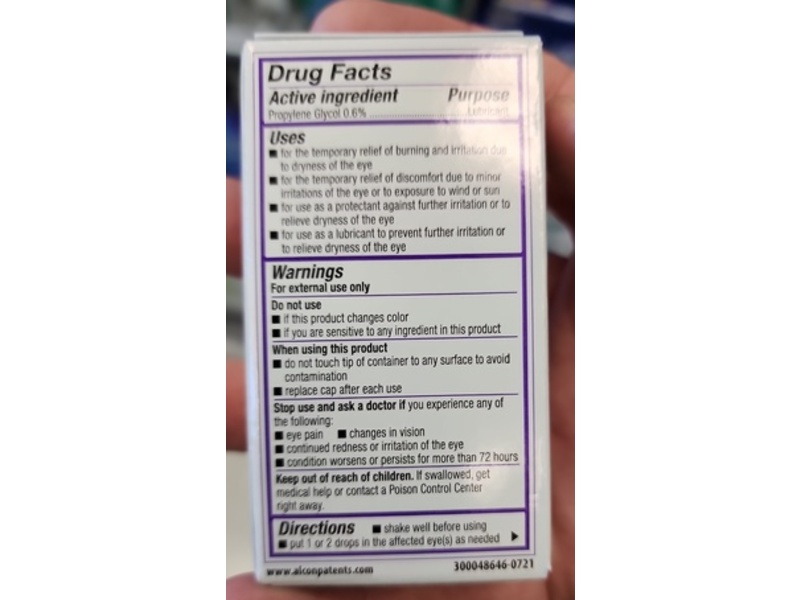 Drug Facts
Active ingredient Purpose
Propylene Glycol 0.6% ........................ Lubricant
Uses
■ for the temporary relief of burning and irritation due
to dryness of the eye
■ for the temporary relief of discomfort due to minor
irritations of the eye or to exposure to wind or sun
■ for use as a protectant against further irritation or to
relieve dryness of the eye
■ for use as a lubricant to prevent further irritation or
to relieve dryness of the eye
Warnings
For external use only
Do not use
■ if this product changes color
■ if you are sensitive to any ingredient in this product
When using this product
■ do not touch tip of container to any surface to avoid
contamination
■ replace cap after each use
Stop use and ask a doctor if you experience any of
the following:
■ eye pain ■ changes in vision
■ continued redness or irritation of the eye
■ condition worsens or persists for more than 72 hours
Keep out of reach of children. If swallowed, get
medical help or contact a Poison Control Center
right away.
Directions ■ shake well before using
■ put 1 or 2 drops in the affected eye(s) as needed ▶
www.alconpatents.com 300048646-0721